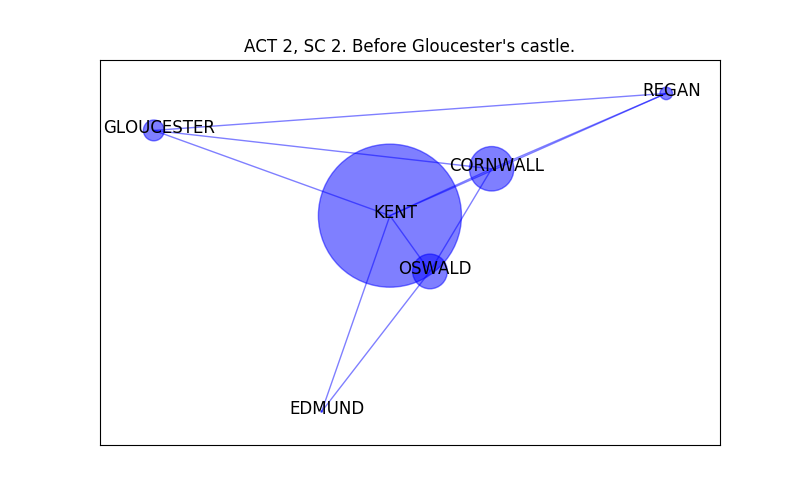 ACT 2, SC 2. Before Gloucester's castle.
REGAN
GLOUCESTER
CORNWALL
KENT
OSWALD
EDMUND